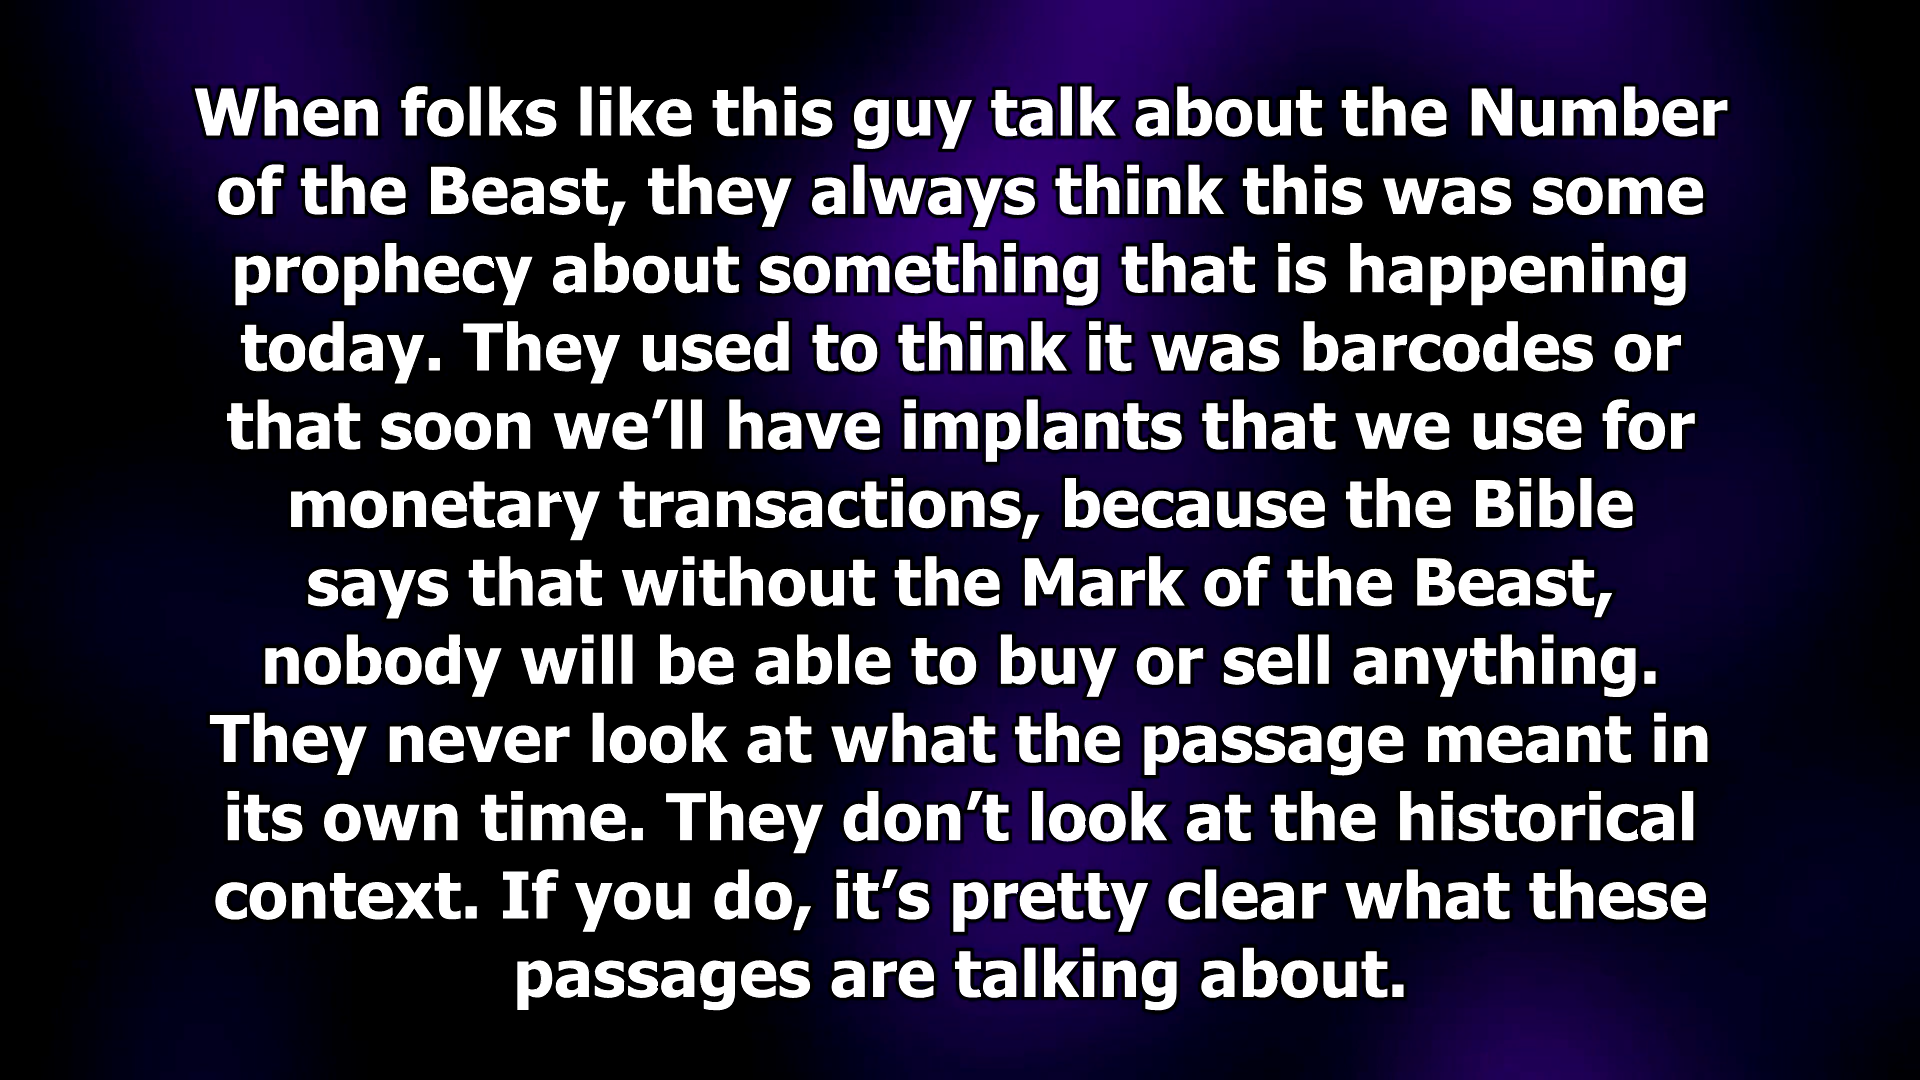 When folks like this guy talk about the Number
of the Beast, they always think this was some
prophecy about something that is happening
today. They used to think it was barcodes or
that soon we’ll have implants that we use for
monetary transactions, because the Bible
says that without the Mark of the Beast,
nobody will be able to buy or sell anything.
They never look at what the passage meant in
its own time. They don’t look at the historical
context. If you do, it’s pretty clear what these
passages are talking about.